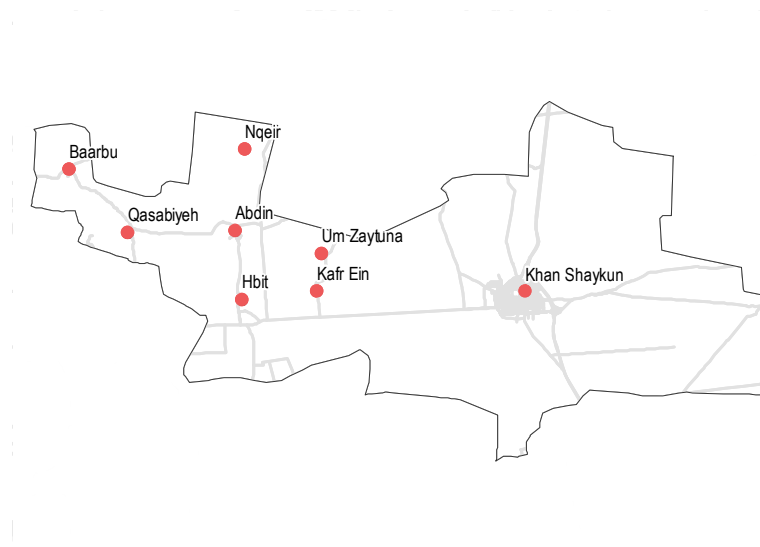 Nqeir
Baarbu
Qasabiyeh
Abdin
Um Zaytuna
Kafr Ein
Hbit
Khan Shaykun